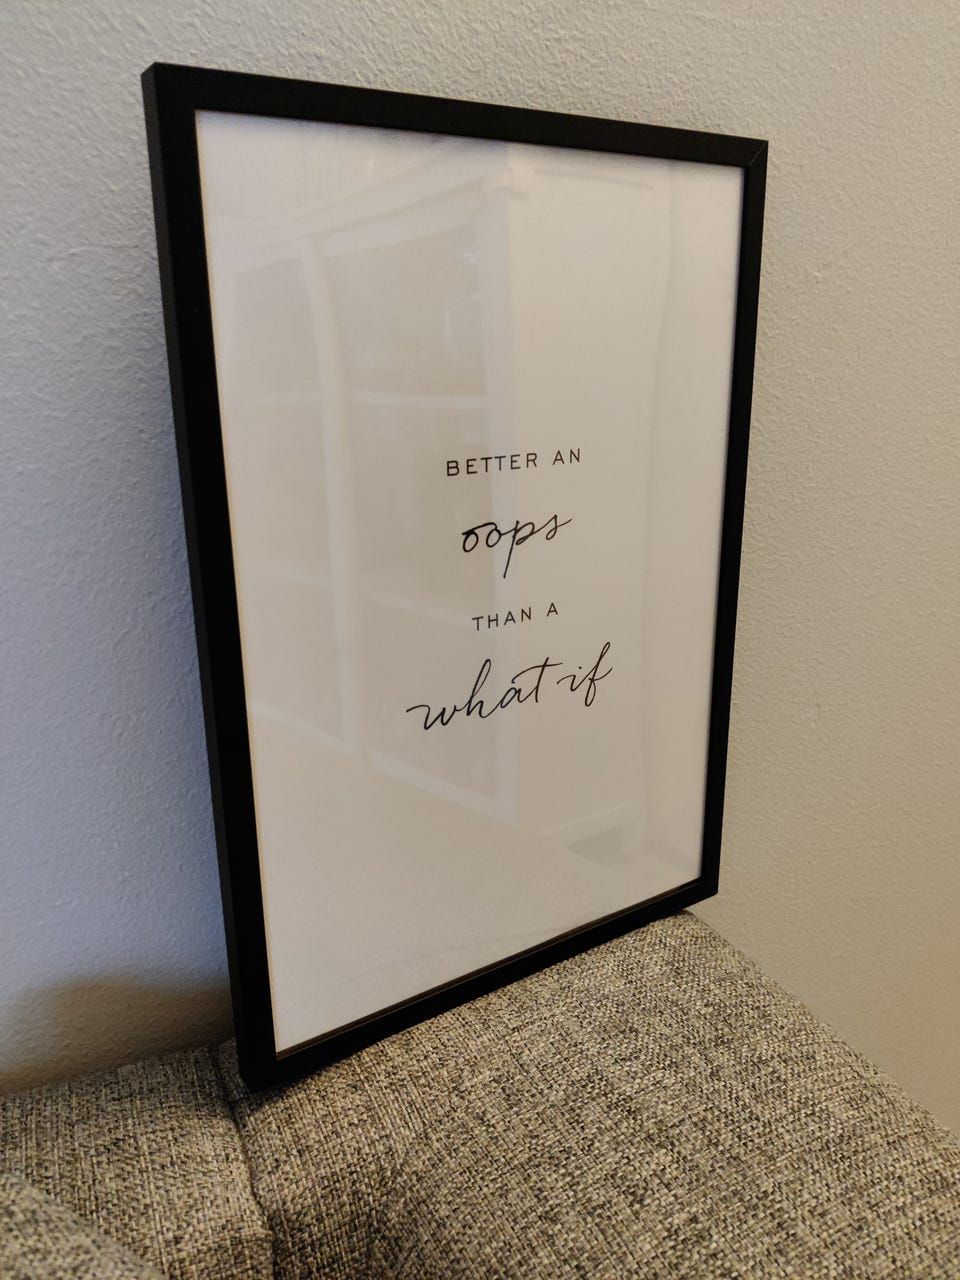 BETTER AN
oops
THAN A
what if